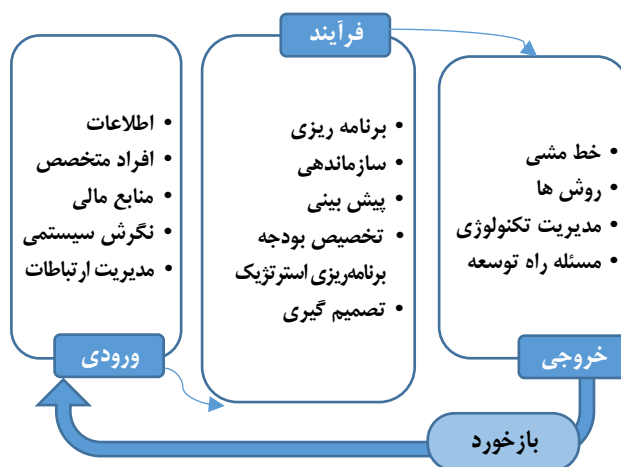 فرآیند
• اطلاعات
• افراد متخصص
• منابع مالی
• نگرش سیستمی
• مدیریت ارتباطات
ورودی
• برنامه ریزی
• سازماندهی
• پیش بینی
• تخصیص بودجه
برنامه‌ریزی استرتژیک
• تصمیم گیری
• خط مشی
• روش ها
• مدیریت تکنولوژی
• مسئله راه توسعه
خروجی
بازخورد